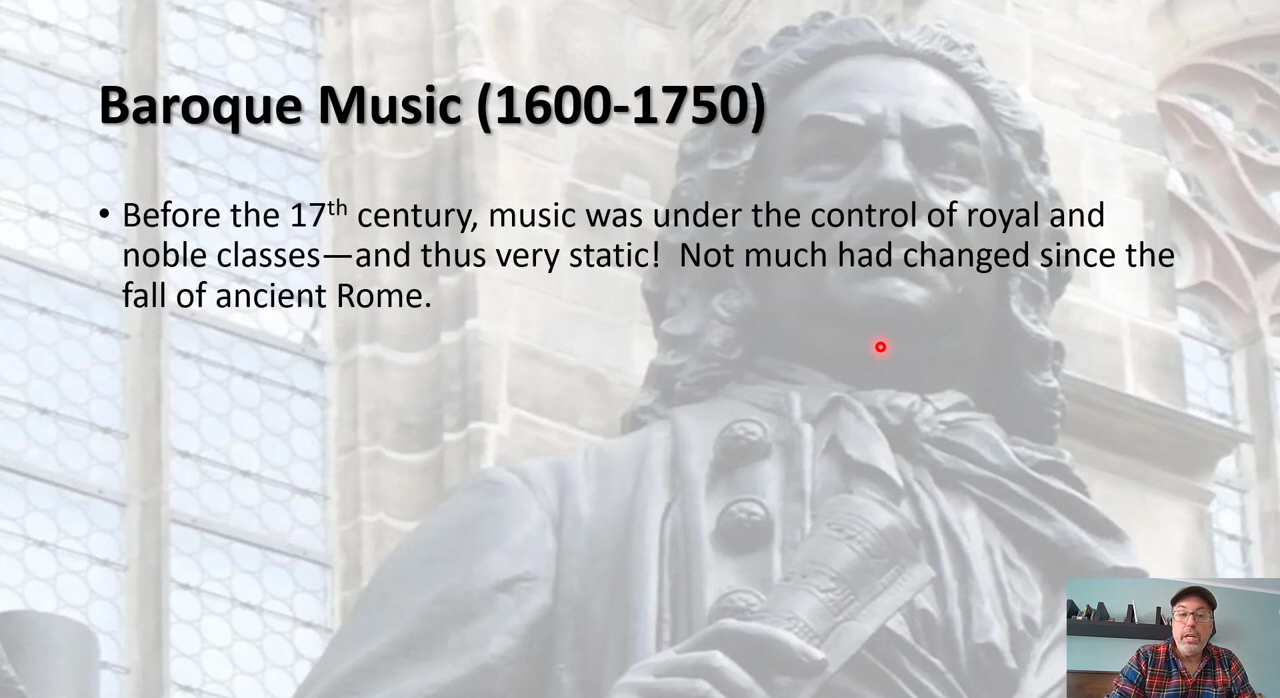 Baroque Music (1600-1750)
• Before the 17th century, music was under the control of royal and
noble classes—and thus very static!  Not much had changed since the
fall of ancient Rome.